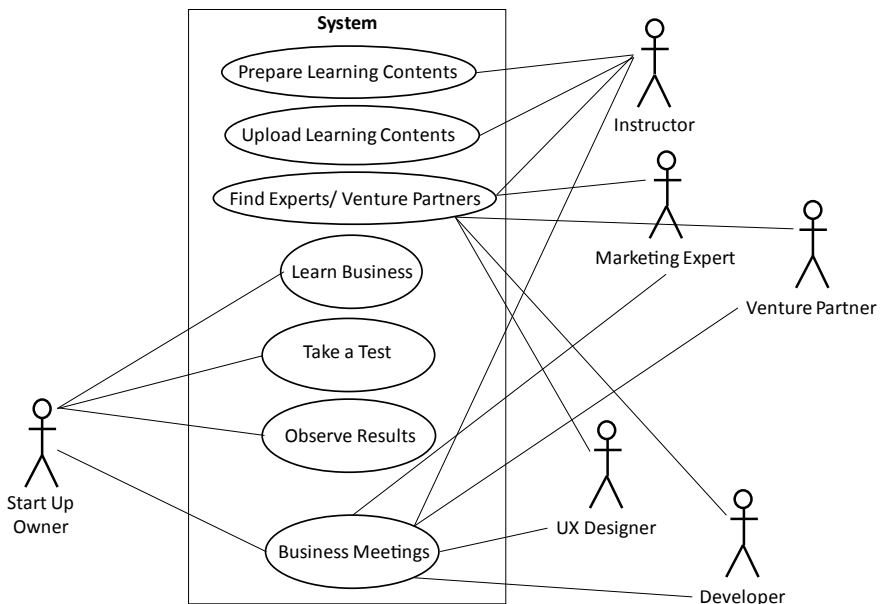 System
Prepare Learning Contents
Instructor
Upload Learning Contents
Find Experts/ Venture Partners
Marketing Expert
Learn Business
Venture Partner
Take a Test
Observe Results
Start Up
Owner
UX Designer
Business Meetings
Developer